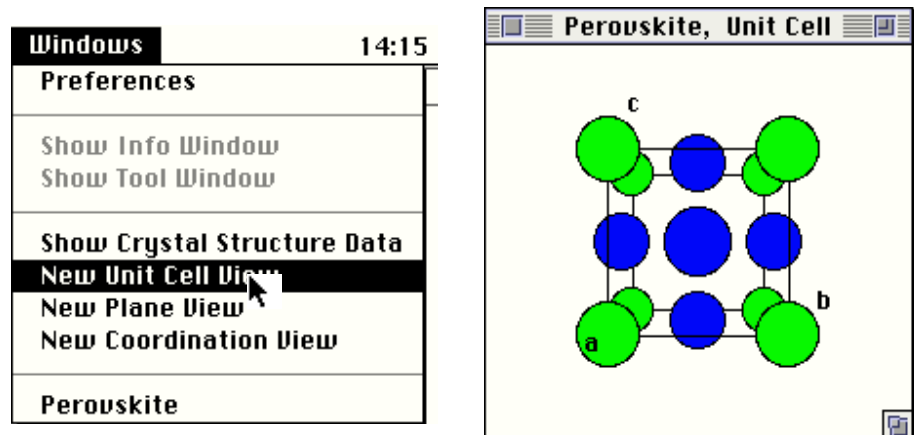 Windows 14:15
Preferences
Show Info Window
Show Tool Window
Show Crystal Structure Data
New Unit Cell View
New Plane View
New Coordination View
Perovskite
Perovskite, Unit Cell
c
b
a